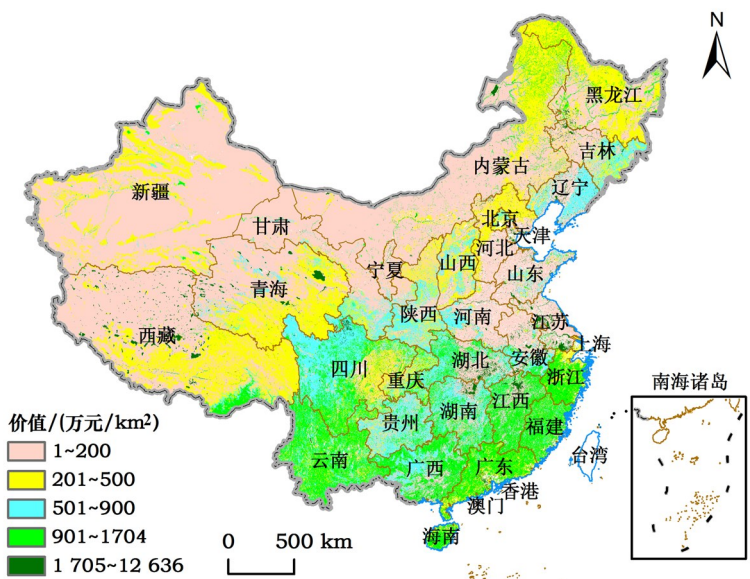 N
黑龙江
吉林
内蒙古
辽宁
新疆
北京
甘肃
天津
河北
宁夏
山西
山东
青海
陕西
河南
江苏
西藏
上海
安徽
湖北
四川
重庆
浙江
南海诸岛
江西
湖南
贵州
福建
价值/(万元/km²)
1~200
台湾
云南
广西
广东
201~500
香港
澳门
501~900
海南
901~1704
0 500 km
1 705~12 636